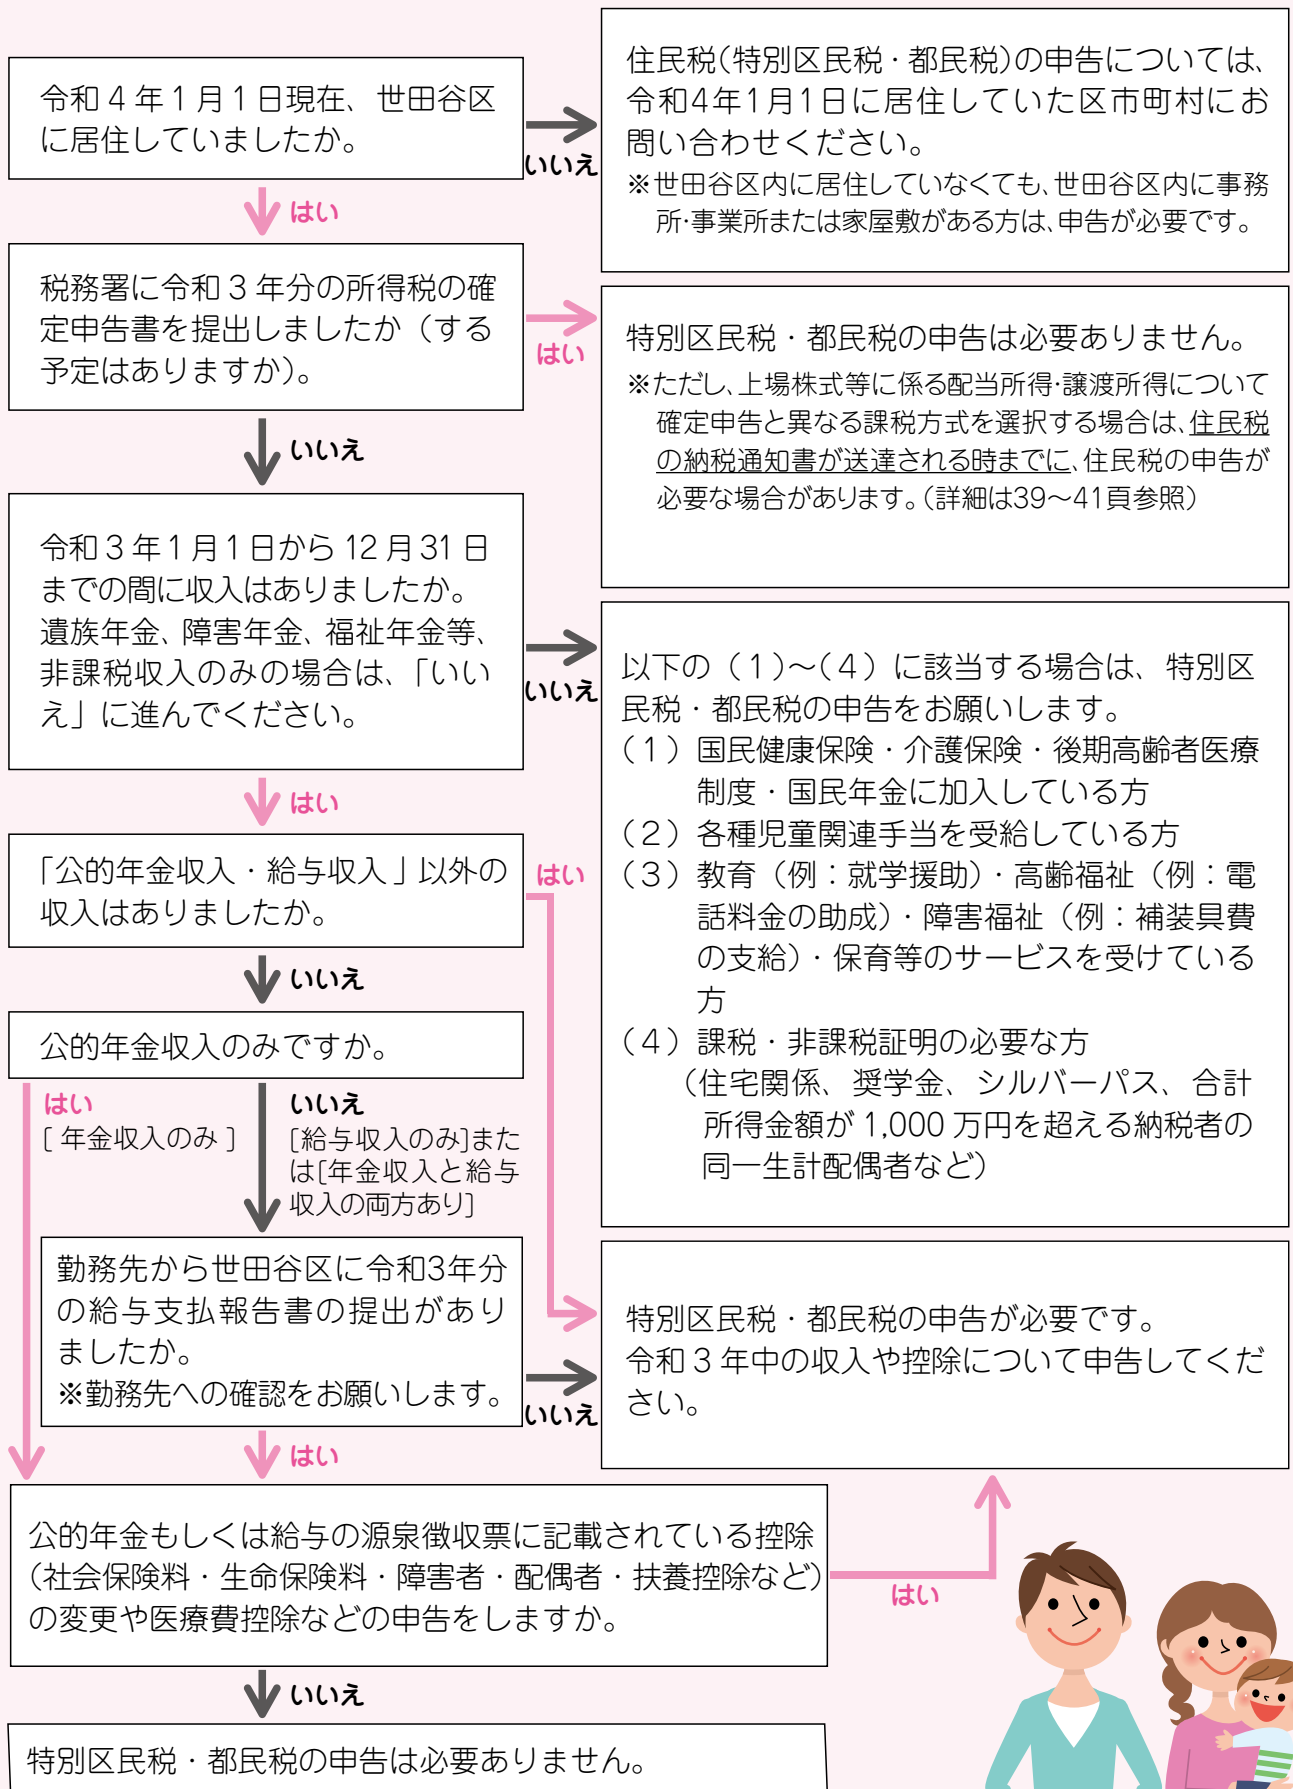 令和４年１月１日現在、世田谷区
に居住していましたか。
いいえ
住民税（特別区民税・都民税）の申告については、
令和4年1月1日に居住していた区市町村にお
問い合わせください。
※世田谷区内に居住していなくても、世田谷区内に事務
所・事業所または家屋敷がある方は、申告が必要です。
はい
税務署に令和３年分の所得税の確
定申告書を提出しましたか（する
予定はありますか）。
はい
特別区民税・都民税の申告は必要ありません。
※ただし、上場株式等に係る配当所得・譲渡所得について
確定申告と異なる課税方式を選択する場合は、住民税
の納税通知書が送達される時までに、住民税の申告が
必要な場合があります。（詳細は39～41頁参照）
いいえ
令和３年１月１日から 12 月 31 日
までの間に収入はありましたか。
遺族年金、障害年金、福祉年金等、
非課税収入のみの場合は、「いい
え」に進んでください。
いいえ
以下の（１）～（４）に該当する場合は、特別区
民税・都民税の申告をお願いします。
（１）国民健康保険・介護保険・後期高齢者医療
制度・国民年金に加入している方
（２）各種児童関連手当を受給している方
（３）教育（例：就学援助）・高齢福祉（例：電
話料金の助成）・障害福祉（例：補装具費
の支給）・保育等のサービスを受けている
方
（４）課税・非課税証明の必要な方
（住宅関係、奨学金、シルバーパス、合計
所得金額が 1,000 万円を超える納税者の
同一生計配偶者など）
はい
「公的年金収入・給与収入」以外の
収入はありましたか。
はい
いいえ
公的年金収入のみですか。
はい
[ 年金収入のみ ]
いいえ
[給与収入のみ]また
は[年金収入と給与
収入の両方あり]
勤務先から世田谷区に令和3年分
の給与支払報告書の提出があり
ましたか。
※勤務先への確認をお願いします。
いいえ
特別区民税・都民税の申告が必要です。
令和３年中の収入や控除について申告してくだ
さい。
はい
公的年金もしくは給与の源泉徴収票に記載されている控除
（社会保険料・生命保険料・障害者・配偶者・扶養控除など）
の変更や医療費控除などの申告をしますか。
はい
いいえ
特別区民税・都民税の申告は必要ありません。